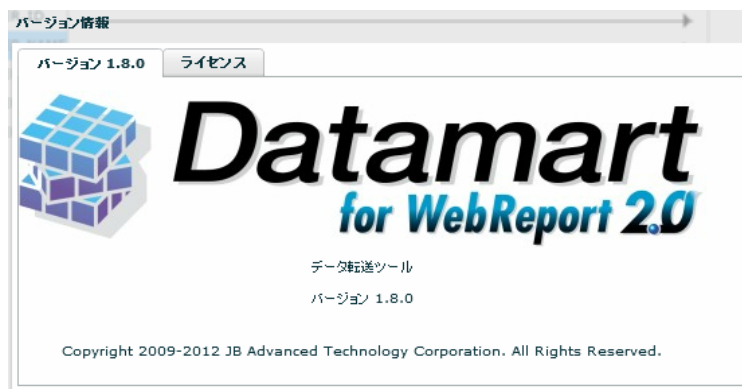 バージョン情報
バージョン 1.8.0
ライセンス
Datamart
for WebReport 2.0
データ転送ツール
バージョン 1.8.0
Copyright 2009-2012 JB Advanced Technology Corporation. All Rights Reserved.